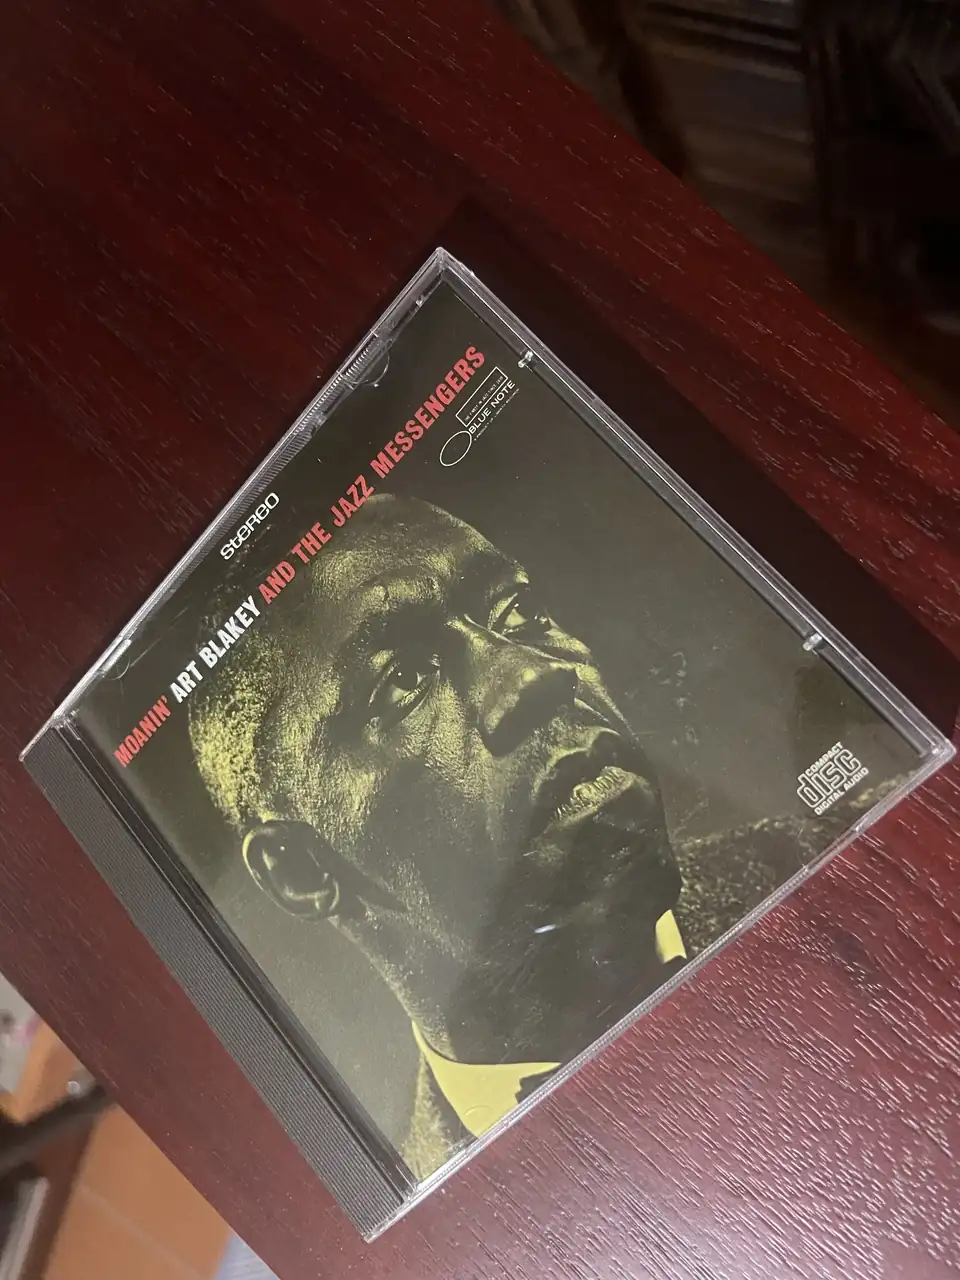 stereo
MOANIN' ART BLAKEY AND THE JAZZ MESSENGERS
BLUE NOTE
COMPACT
disc
DIGITAL AUDIO